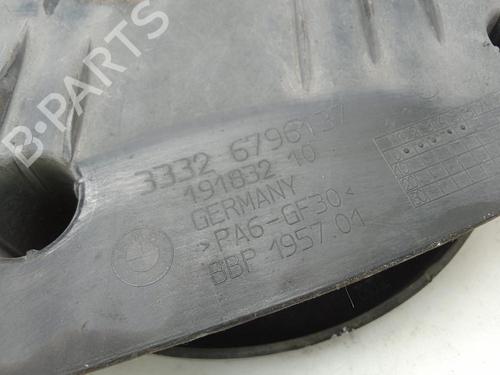 B-PARTS
3332 6796137
191832 10
GERMANY
>PA6-GF30<
BBP 1957.01